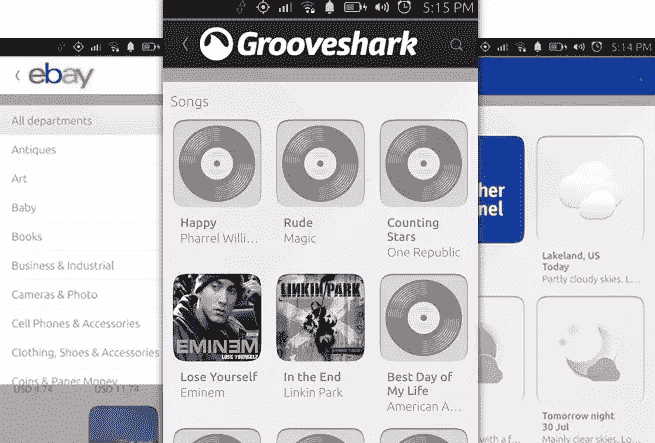 5:15 PM
Grooveshark
Songs
Happy
Pharrel Willi...
Rude
Magic
Counting
Stars
One Republic
EMINEM
LOSE YOURSELF
LINKIN PARK
Lose Yourself
Eminem
In the End
Linkin Park
Best Day of
My Life
American A...
ebay
All departments
Antiques
Art
Baby
Books
Business & Industrial
Cameras & Photo
Cell Phones & Accessories
Clothing, Shoes & Accessories
Coins & Paper Money
USD 4.74
USD 11.74
5:14 PM
her
nel
Lakeland, US
Today
Partly cloudy skies. L...
Tomorrow night
30 Jul
with a f...
Mainly clear skies. Lo...